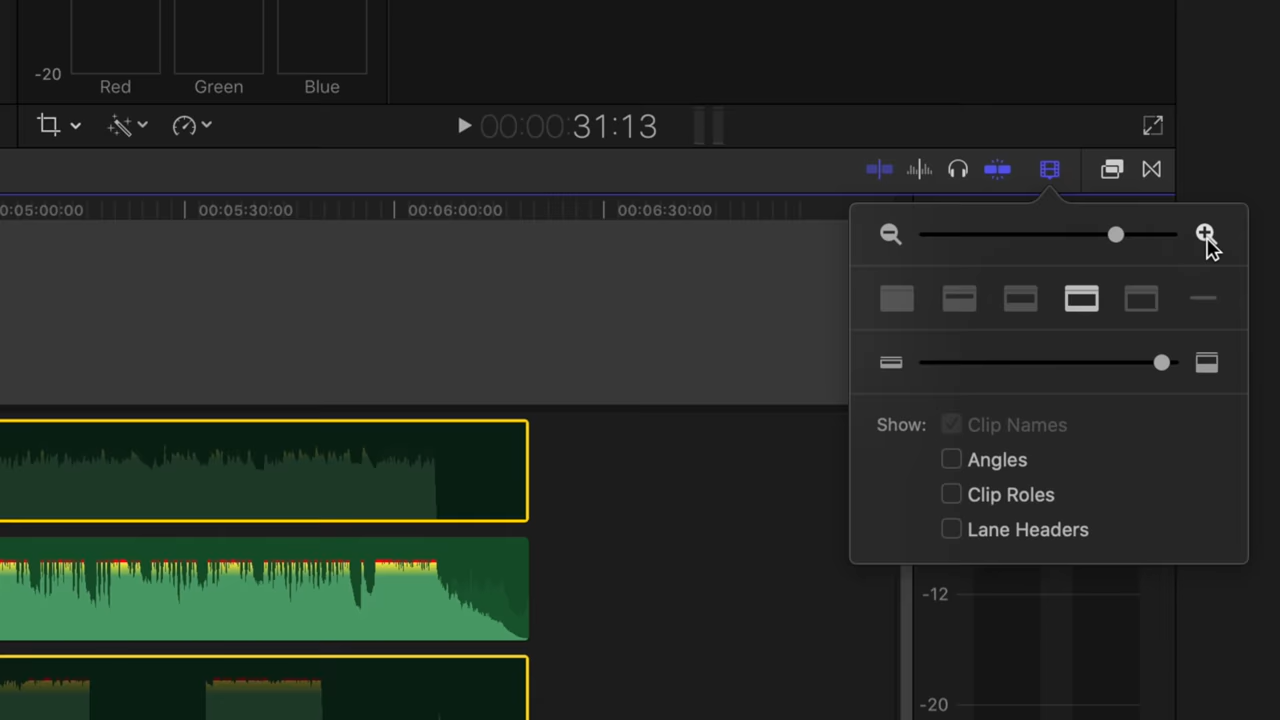 -20
Red Green Blue
00:00:31:13
0:05:00:00 00:05:30:00 00:06:00:00 00:06:30:00
Show: Clip Names
Angles
Clip Roles
Lane Headers
-12
-20